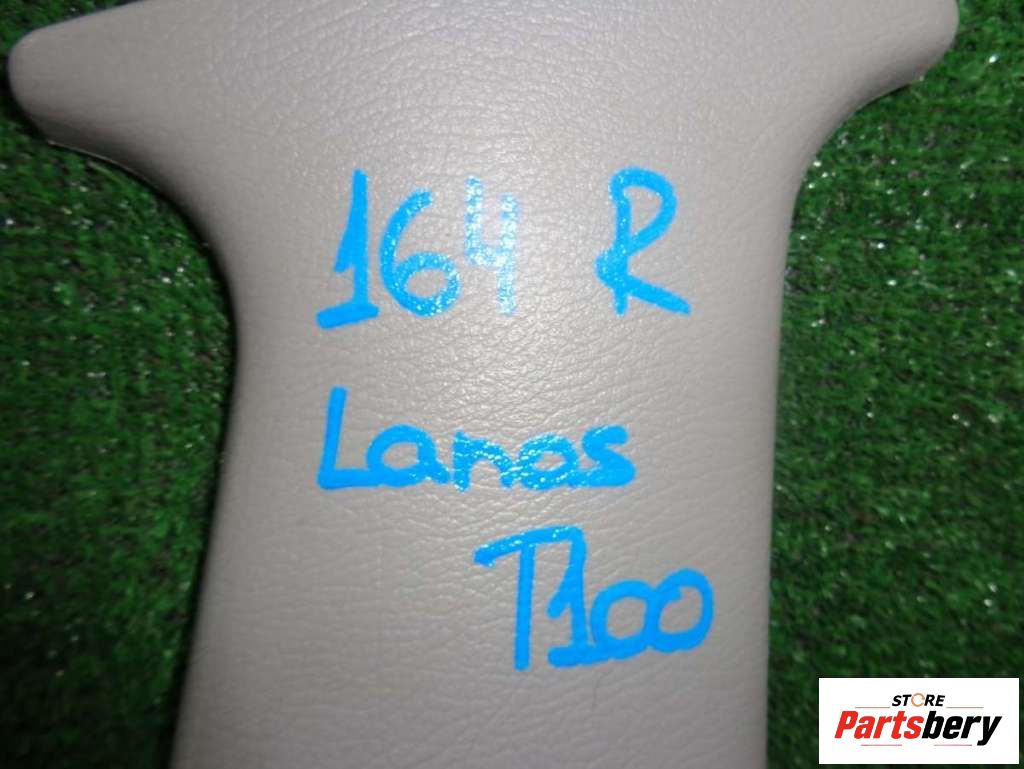 164 R
Lanos
T100
STORE
Partsbery